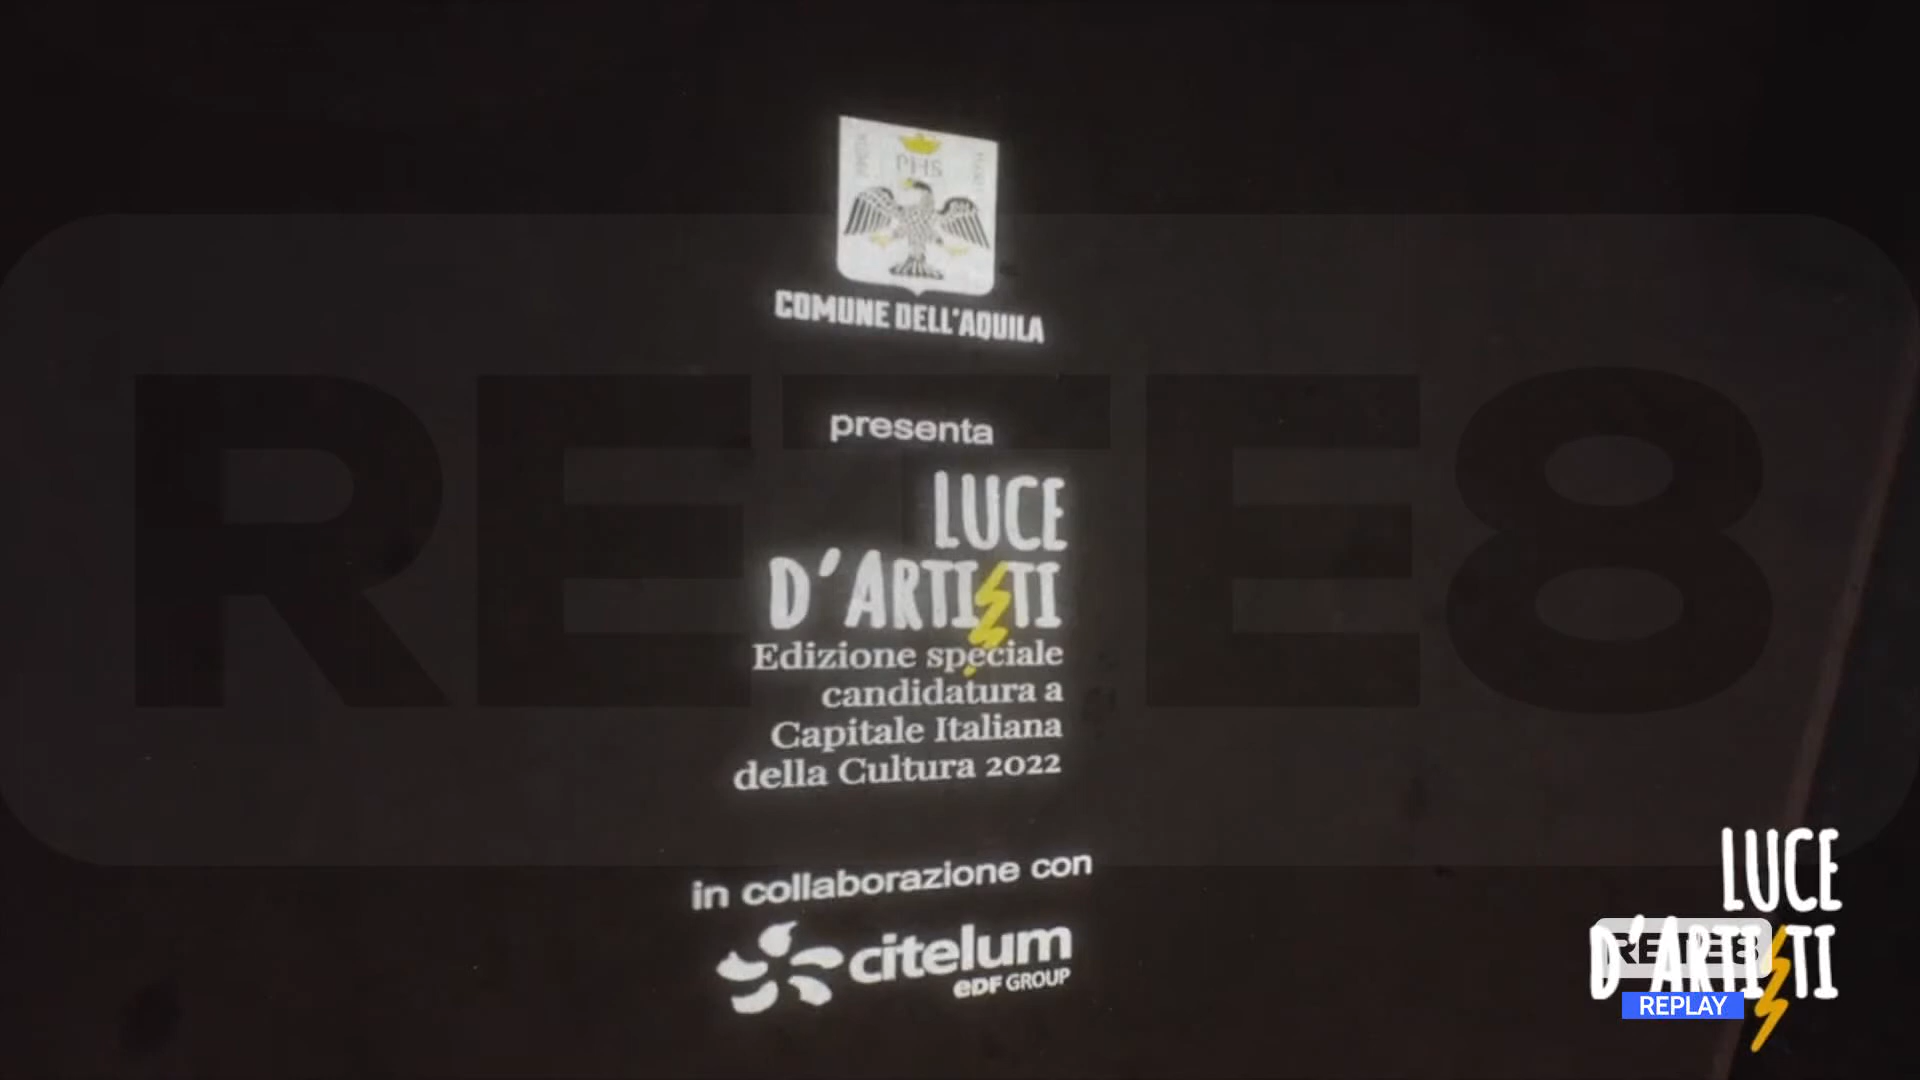 PHS
COMUNE DELL'AQUILA
presenta
LUCE
D'ARTISTI
Edizione speciale
candidatura a
Capitale Italiana
della Cultura 2022
in collaborazione con
citelum
eDF GROUP
RETE8
LUCE
D'ARTISTI
RETE8
REPLAY